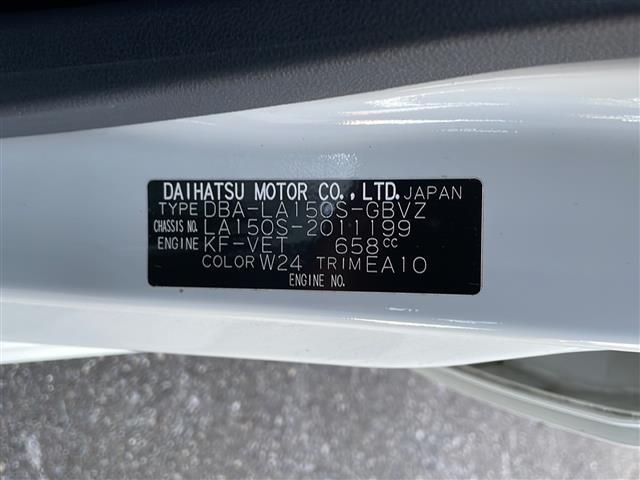 DAIHATSU MOTOR CO., LTD. JAPAN
TYPE DBA-LA150S-GBVZ
CHASSIS NO. LA150S-2011199
ENGINE KF-VET 658cc
COLOR W24 TRIM EA10
ENGINE NO.